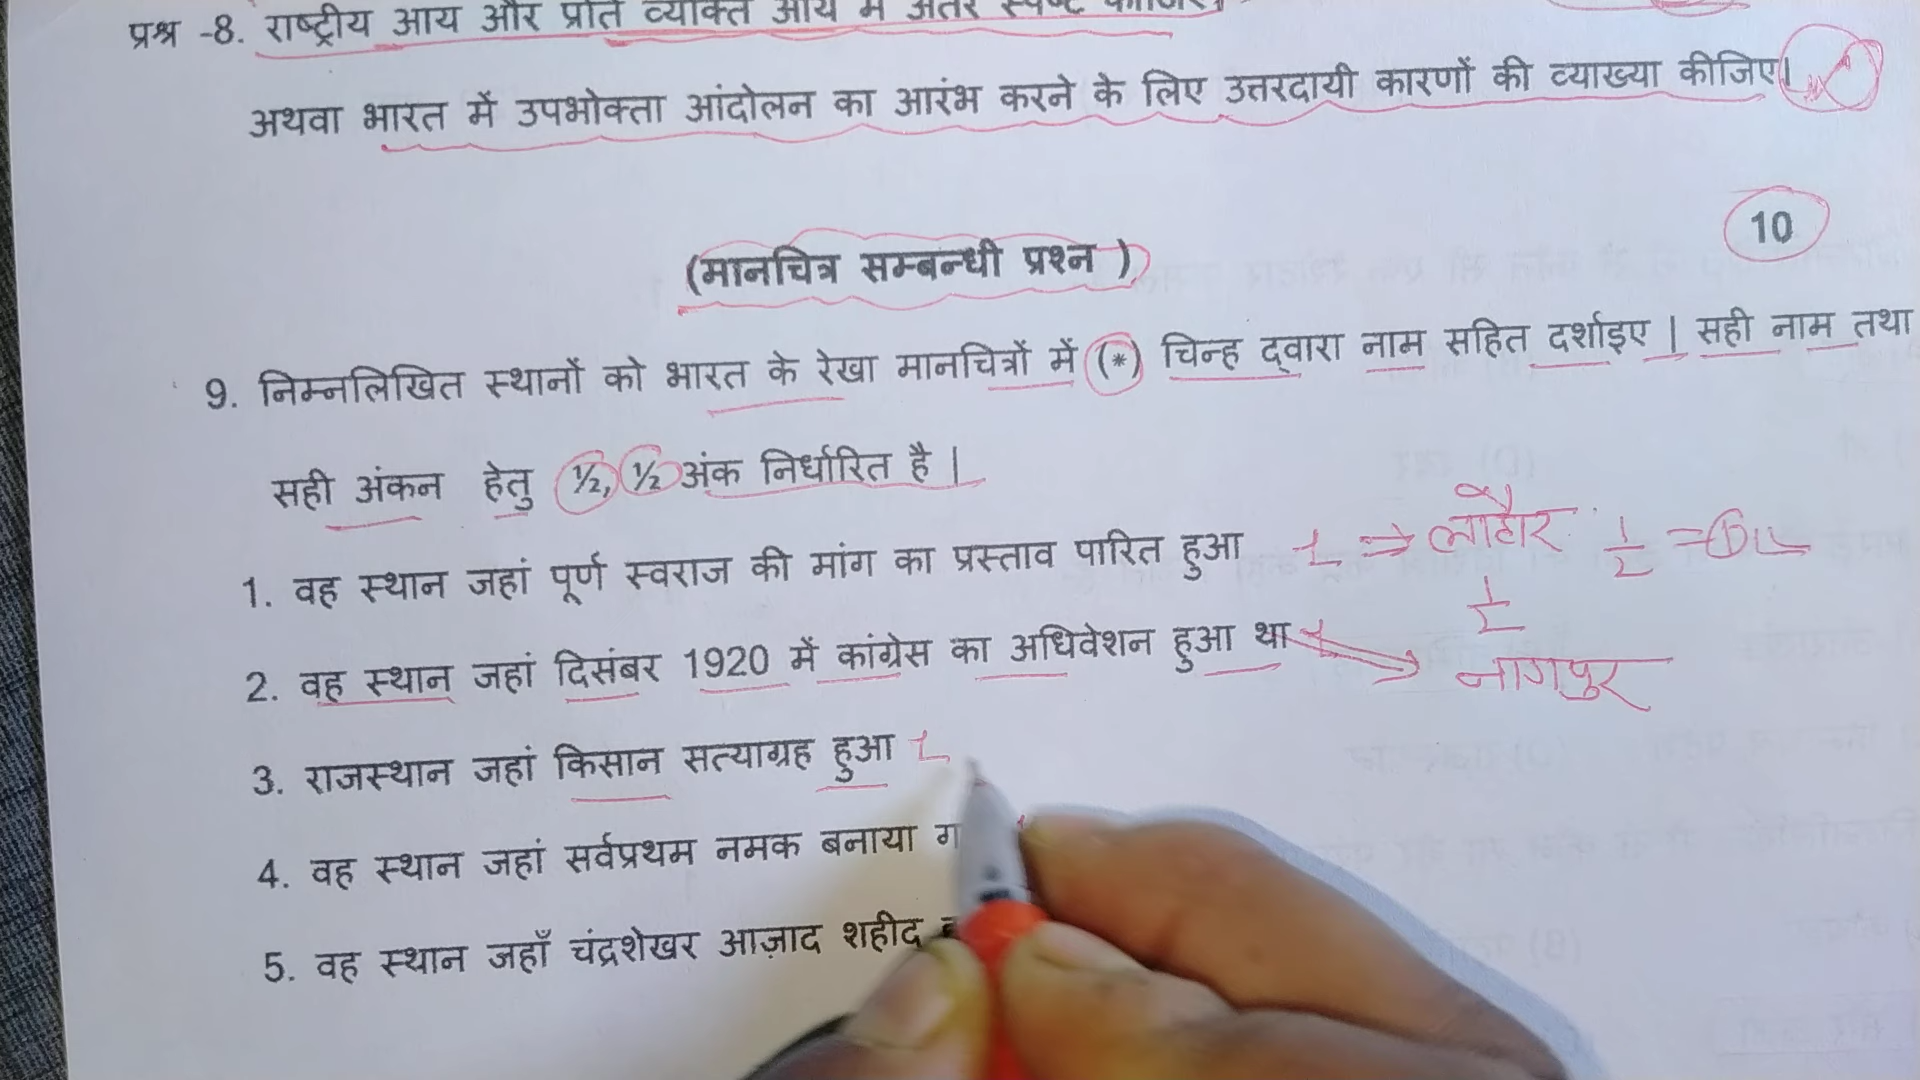 प्रश्न -8. राष्ट्रीय आय और प्रति व्यक्ति आय में अंतर स्पष्ट कीजिए।
अथवा भारत में उपभोक्ता आंदोलन का आरंभ करने के लिए उत्तरदायी कारणों की व्याख्या कीजिए।
10
(मानचित्र सम्बन्धी प्रश्न )
9. निम्नलिखित स्थानों को भारत के रेखा मानचित्रों में (*) चिन्ह द्वारा नाम सहित दर्शाइए | सही नाम तथा
सही अंकन हेतु ½, ½ अंक निर्धारित है |
1. वह स्थान जहां पूर्ण स्वराज की मांग का प्रस्ताव पारित हुआ 1 ⇒ लाहौर 1/2 =
1/2
2. वह स्थान जहां दिसंबर 1920 में कांग्रेस का अधिवेशन हुआ था 1 ⇒ नागपुर
3. राजस्थान जहां किसान सत्याग्रह हुआ 1
4. वह स्थान जहां सर्वप्रथम नमक बनाया
5. वह स्थान जहाँ चंद्रशेखर आज़ाद शहीद